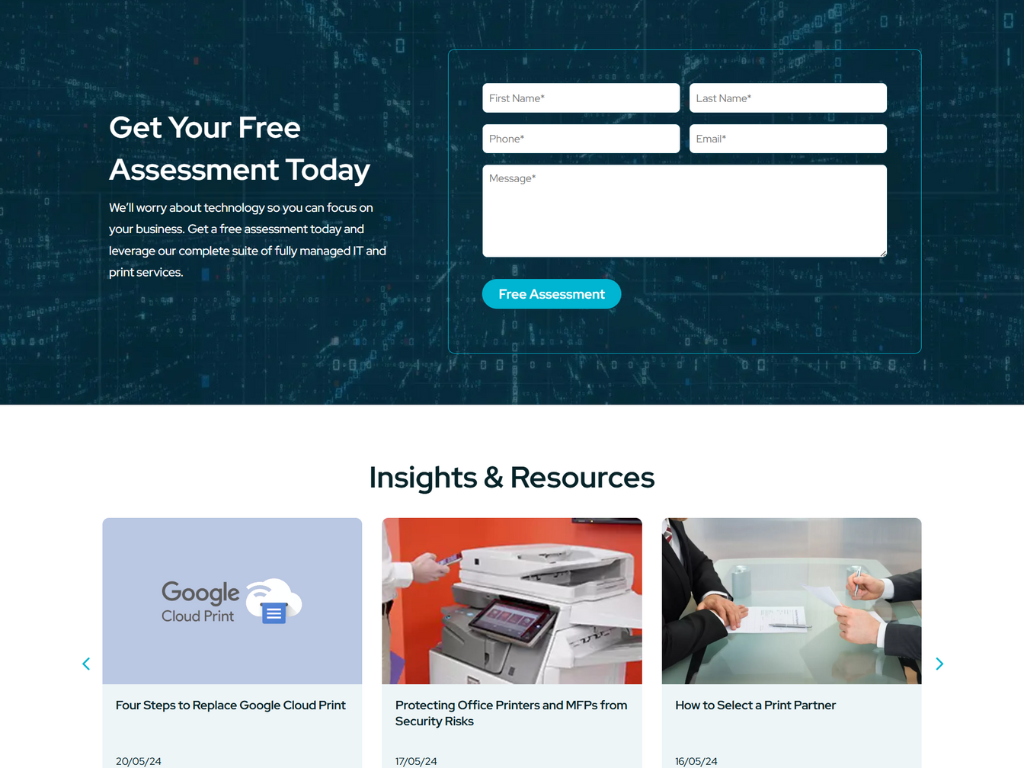 Get Your Free
Assessment Today
We'll worry about technology so you can focus on
your business. Get a free assessment today and
leverage our complete suite of fully managed IT and
print services.
First Name*
Last Name*
Phone*
Email*
Message*
Free Assessment
Insights & Resources
Google
Cloud Print
Four Steps to Replace Google Cloud Print
20/05/24
Protecting Office Printers and MFPs from
Security Risks
17/05/24
How to Select a Print Partner
16/05/24